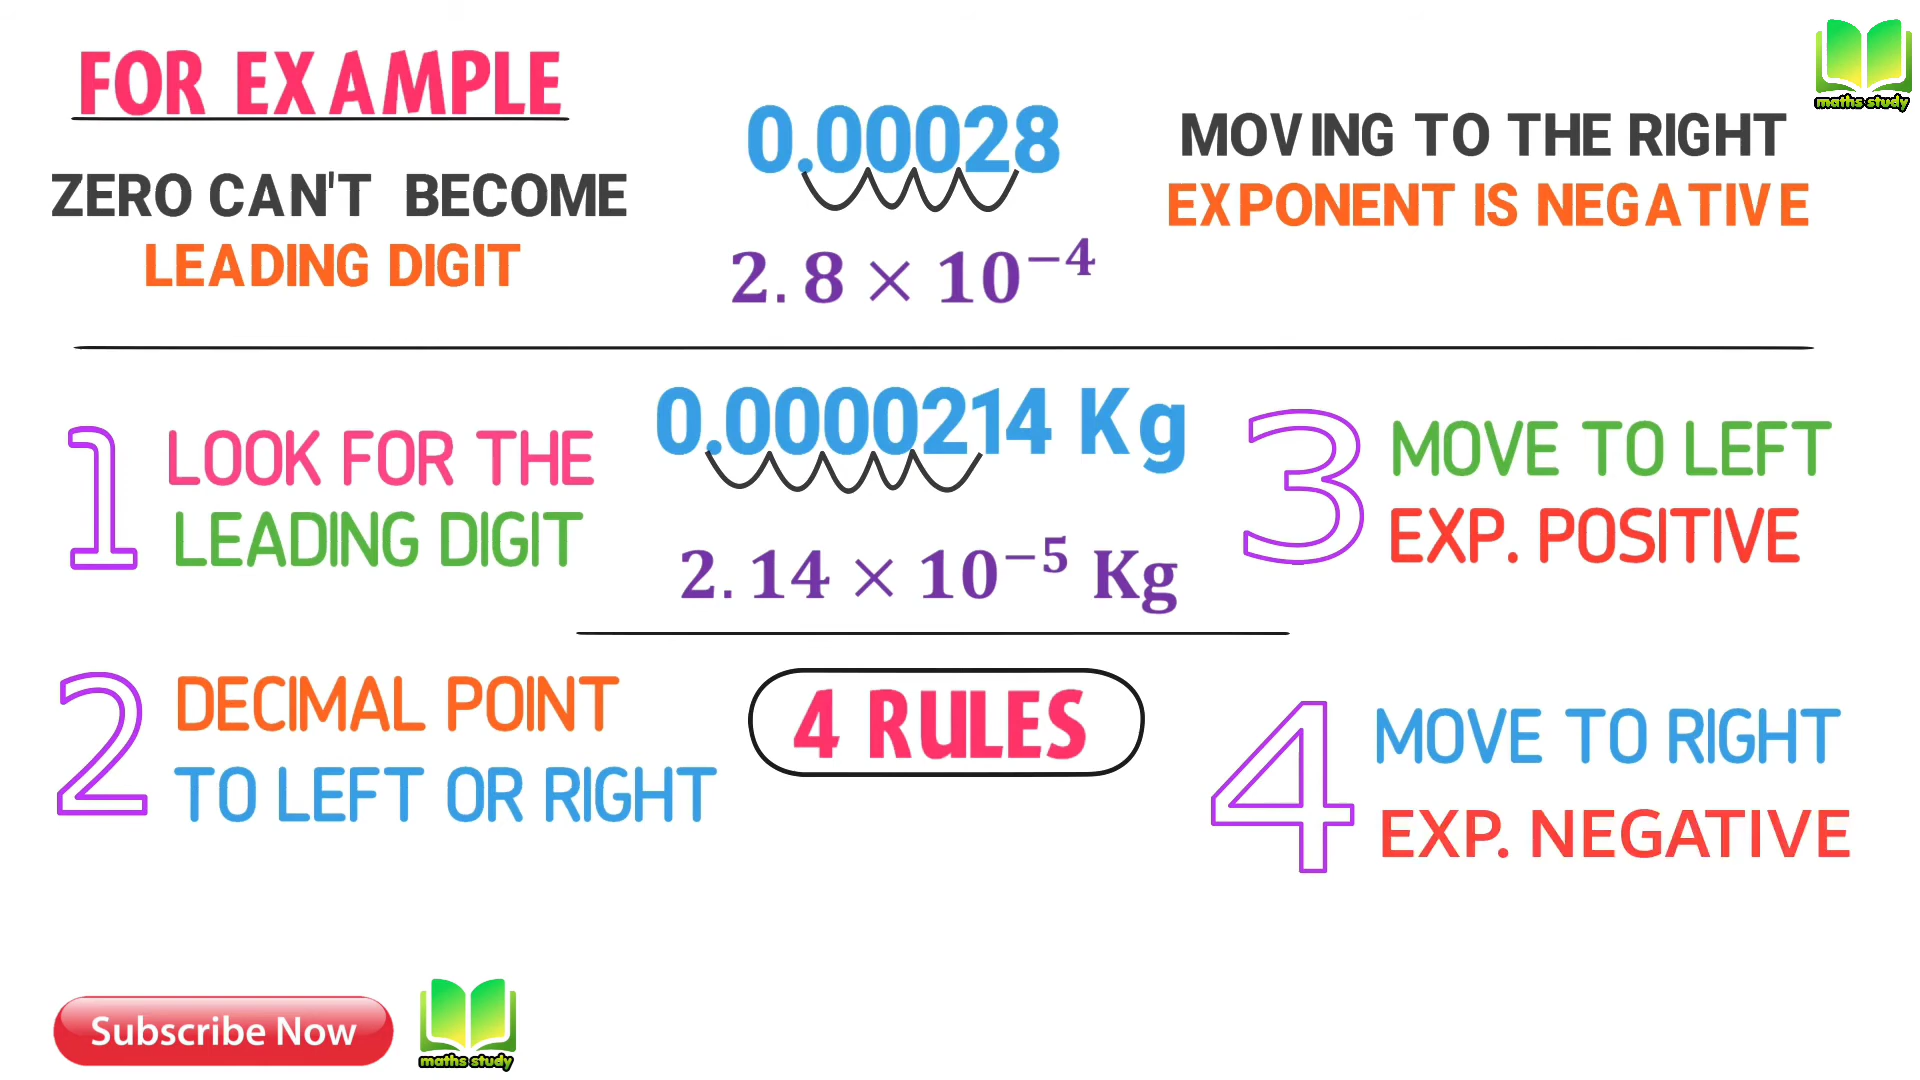 FOR EXAMPLE
ZERO CAN'T BECOME
LEADING DIGIT
0.00028
2.8 × 10⁻⁴
MOVING TO THE RIGHT
EXPONENT IS NEGATIVE
maths study
1 LOOK FOR THE
LEADING DIGIT
0.0000214 Kg
2.14 × 10⁻⁵ Kg
3 MOVE TO LEFT
EXP. POSITIVE
2 DECIMAL POINT
TO LEFT OR RIGHT
4 RULES
4 MOVE TO RIGHT
EXP. NEGATIVE
Subscribe Now
maths study